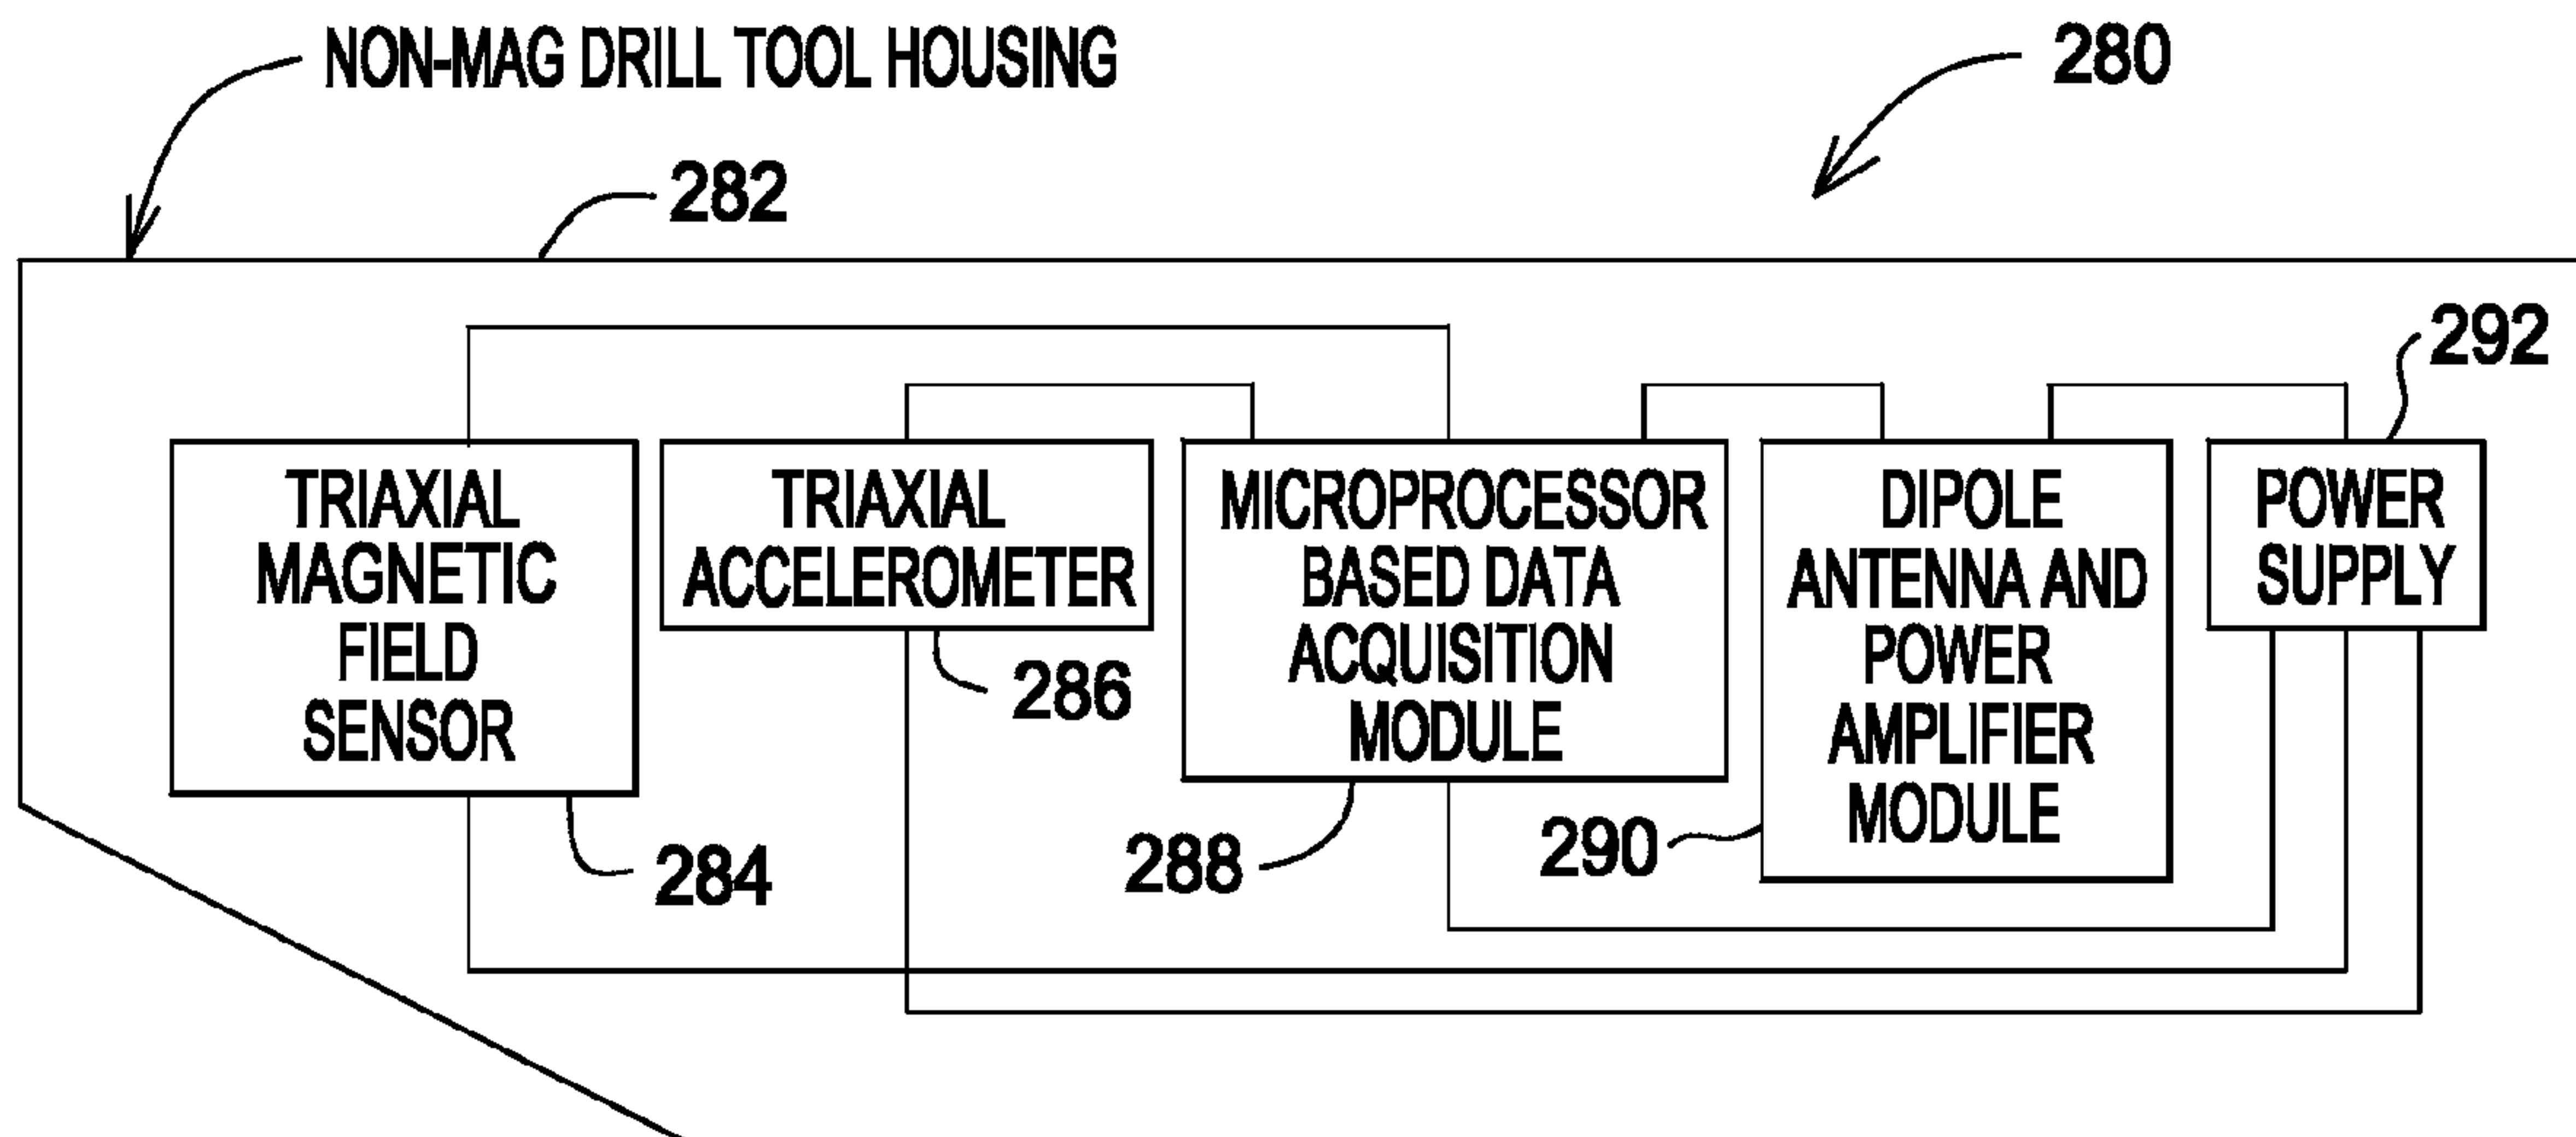 NON-MAG DRILL TOOL HOUSING
280
282
292
TRIAXIAL
MAGNETIC
FIELD
SENSOR
284
TRIAXIAL
ACCELEROMETER
286
MICROPROCESSOR
BASED DATA
ACQUISITION
MODULE
288
DIPOLE
ANTENNA AND
POWER
AMPLIFIER
MODULE
290
POWER
SUPPLY